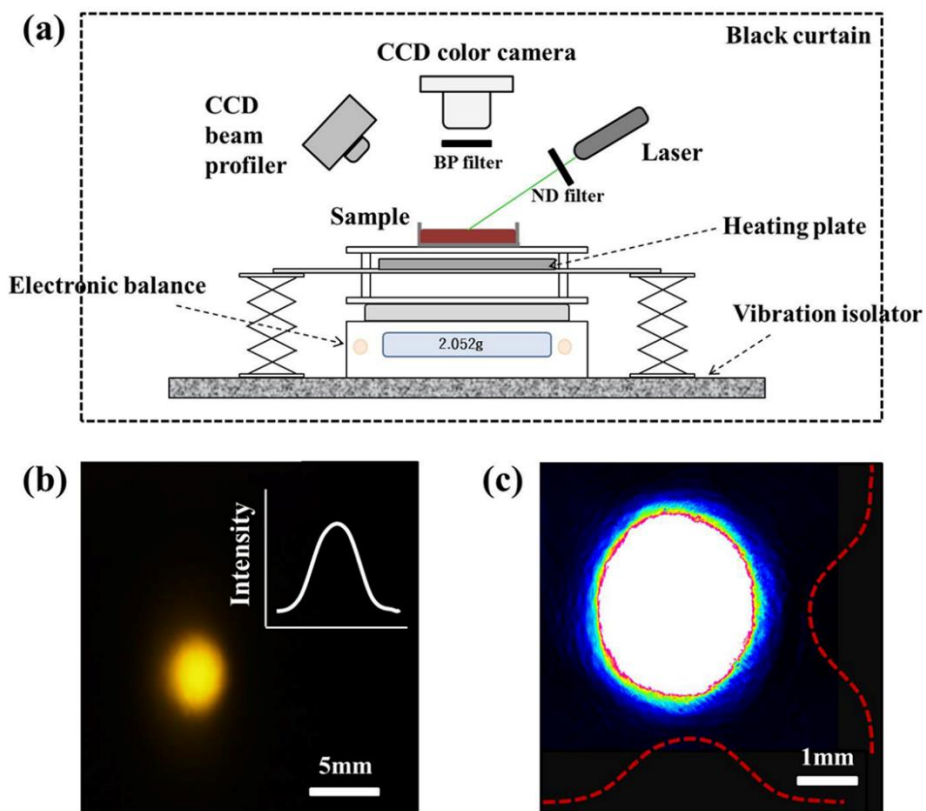 (a)
Black curtain
CCD color camera
CCD
beam
profiler
BP filter
Laser
ND filter
Sample
Heating plate
Electronic balance
Vibration isolator
2.052g
(b)
Intensity
5mm
(c)
1mm